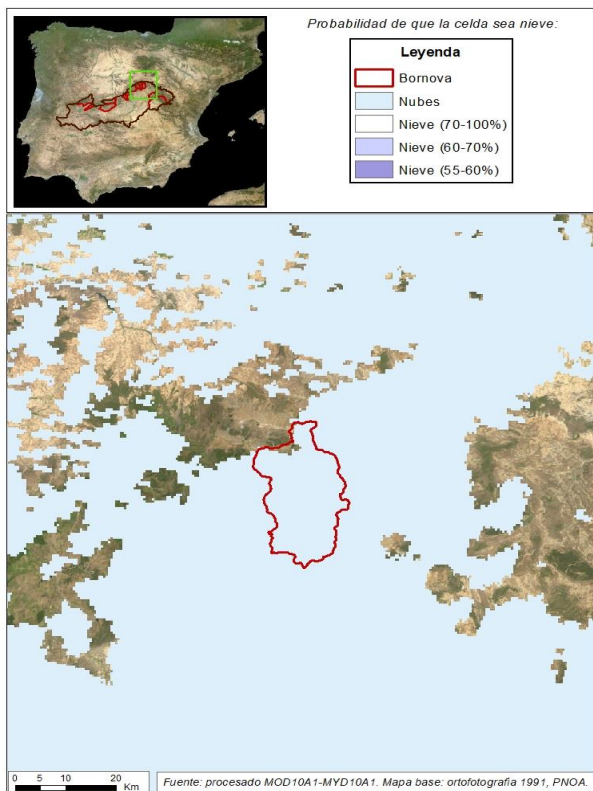 Probabilidad de que la celda sea nieve:
Leyenda
Bornova
Nubes
Nieve (70-100%)
Nieve (60-70%)
Nieve (55-60%)
0 5 10 20
Km
Fuente: procesado MOD10A1-MYD10A1. Mapa base: ortofotografía 1991, PNOA.